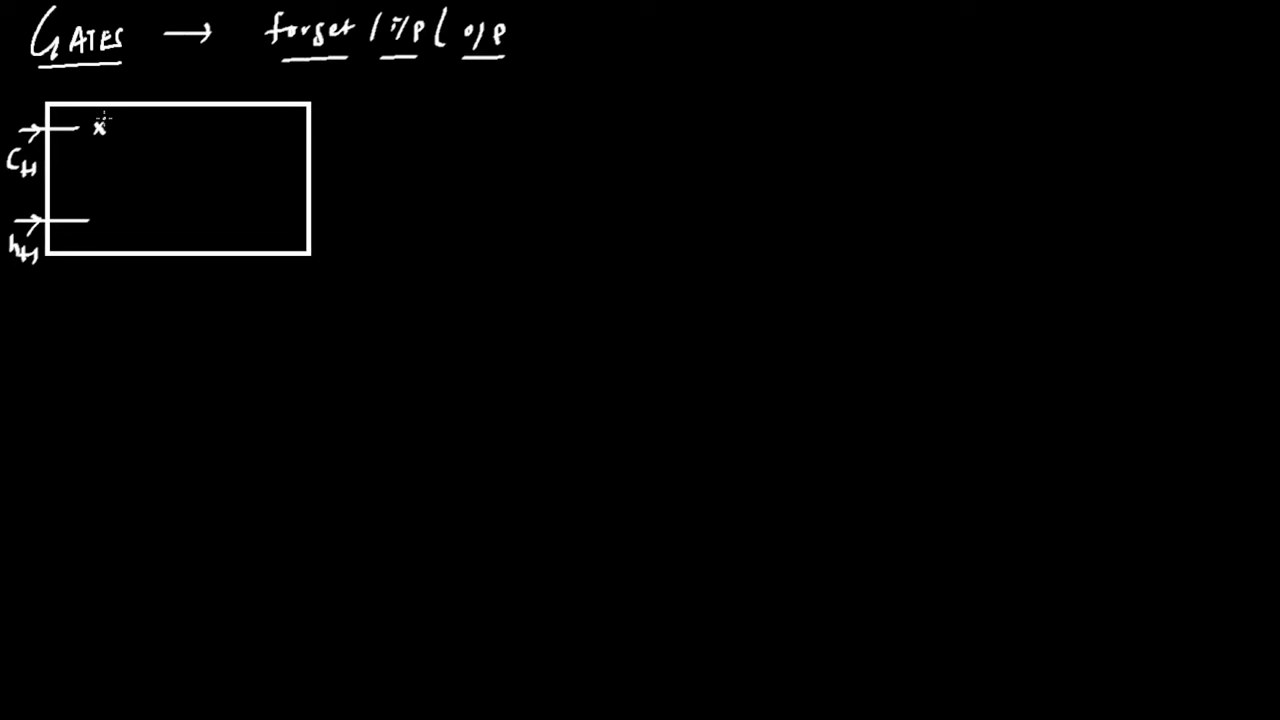 GATES → forget / i/p / o/p
x
Ct-1
ht-1